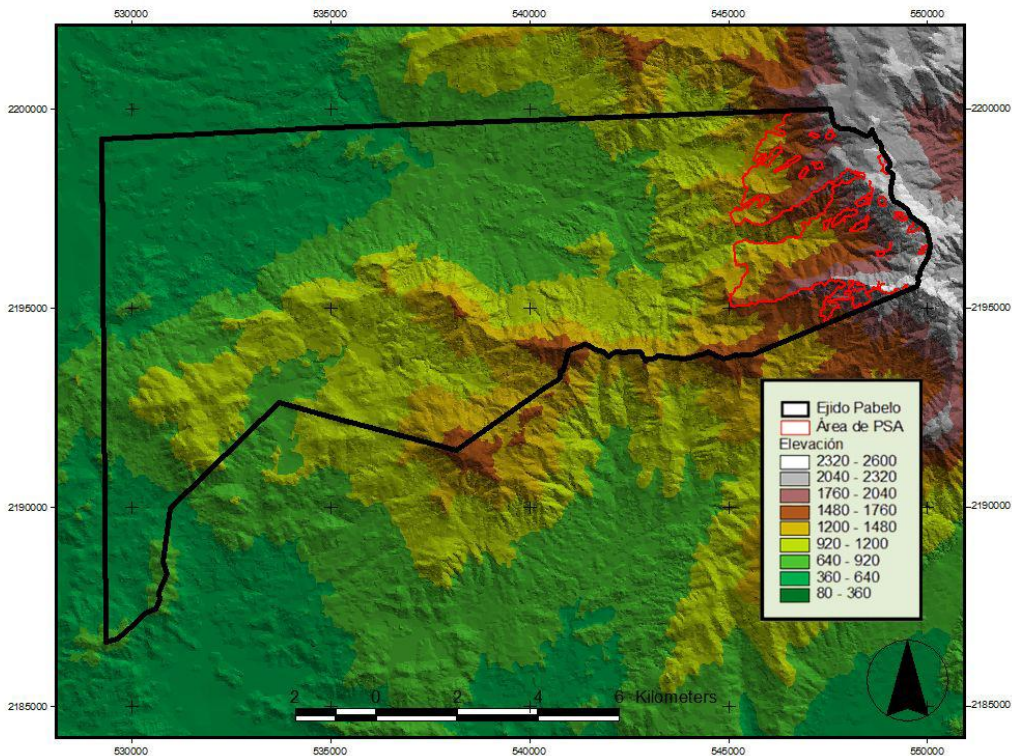 530000 535000 540000 545000 550000
2200000 2200000
2195000 2195000
Ejido Pabelo
Área de PSA
Elevación
2320 - 2600
2040 - 2320
1760 - 2040
1480 - 1760
1200 - 1480
920 - 1200
640 - 920
360 - 640
80 - 360
2190000 2190000
2 0 2 4 6 Kilometers
2185000 2185000
530000 535000 540000 545000 550000